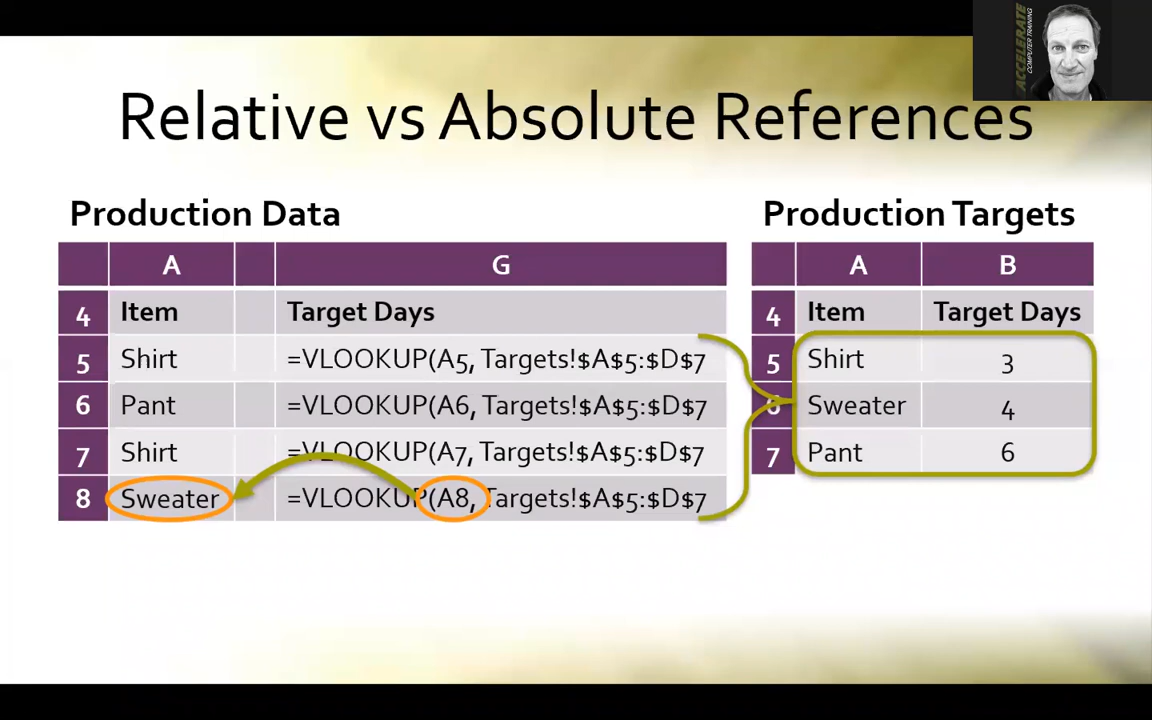 ACCELERATE
COMPUTER TRAINING
Relative vs Absolute References
Production Data
A G
4 Item Target Days
5 Shirt =VLOOKUP(A5, Targets!$A$5:$D$7
6 Pant =VLOOKUP(A6, Targets!$A$5:$D$7
7 Shirt =VLOOKUP(A7, Targets!$A$5:$D$7
8 Sweater =VLOOKUP(A8, Targets!$A$5:$D$7
Production Targets
A B
4 Item Target Days
5 Shirt 3
6 Sweater 4
7 Pant 6